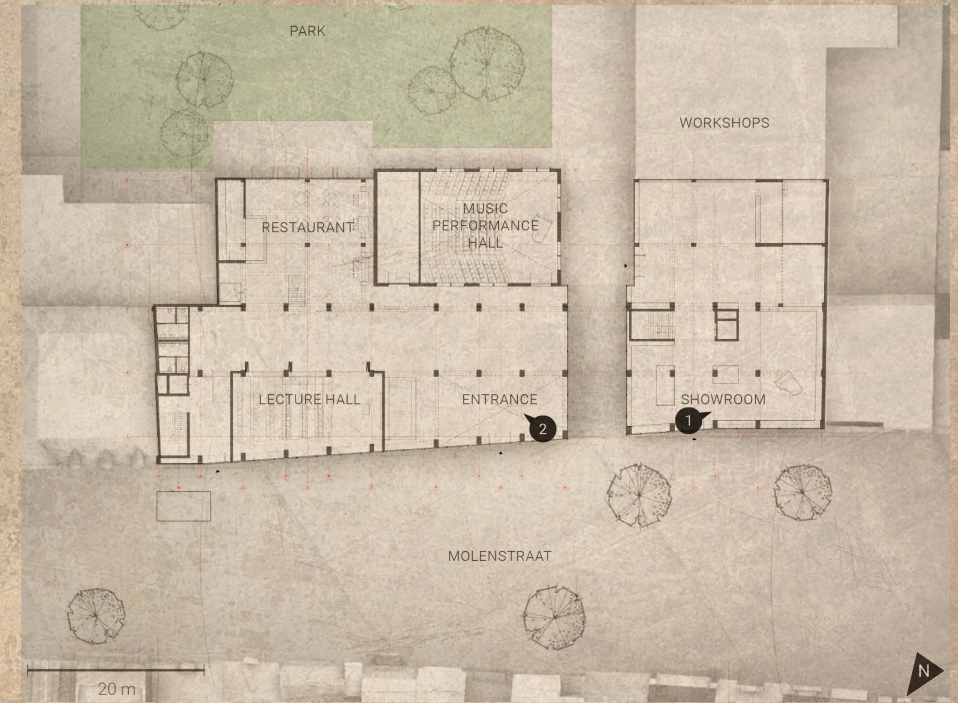 PARK
WORKSHOPS
RESTAURANT
MUSIC
PERFORMANCE
HALL
LECTURE HALL
ENTRANCE
SHOWROOM
1
2
MOLENSTRAAT
20 m
N